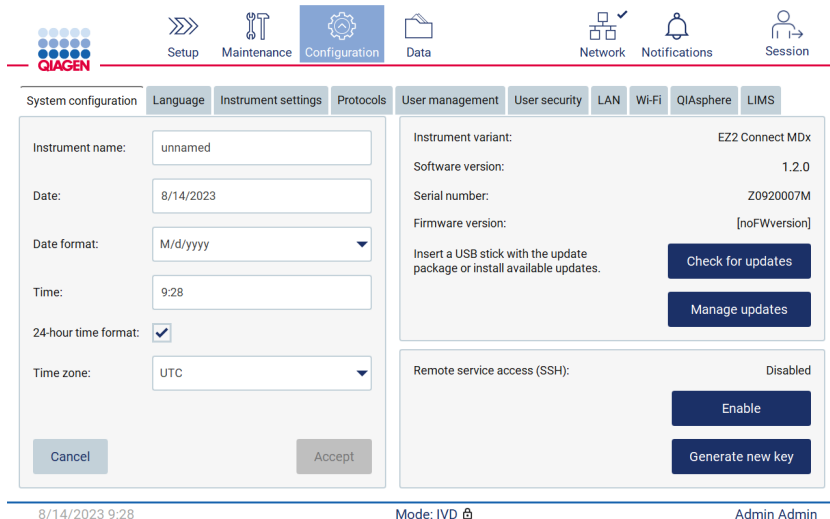 QIAGEN
Setup
Maintenance
Configuration
Data
Network
Notifications
Session
System configuration
Language
Instrument settings
Protocols
User management
User security
LAN
Wi-Fi
QIAsphere
LIMS
Instrument name:
unnamed
Date:
8/14/2023
Date format:
M/d/yyyy
Time:
9:28
24-hour time format:
Time zone:
UTC
Cancel
Accept
Instrument variant:
EZ2 Connect MDx
Software version:
1.2.0
Serial number:
Z0920007M
Firmware version:
[noFWversion]
Insert a USB stick with the update
package or install available updates.
Check for updates
Manage updates
Remote service access (SSH):
Disabled
Enable
Generate new key
8/14/2023 9:28
Mode: IVD
Admin Admin